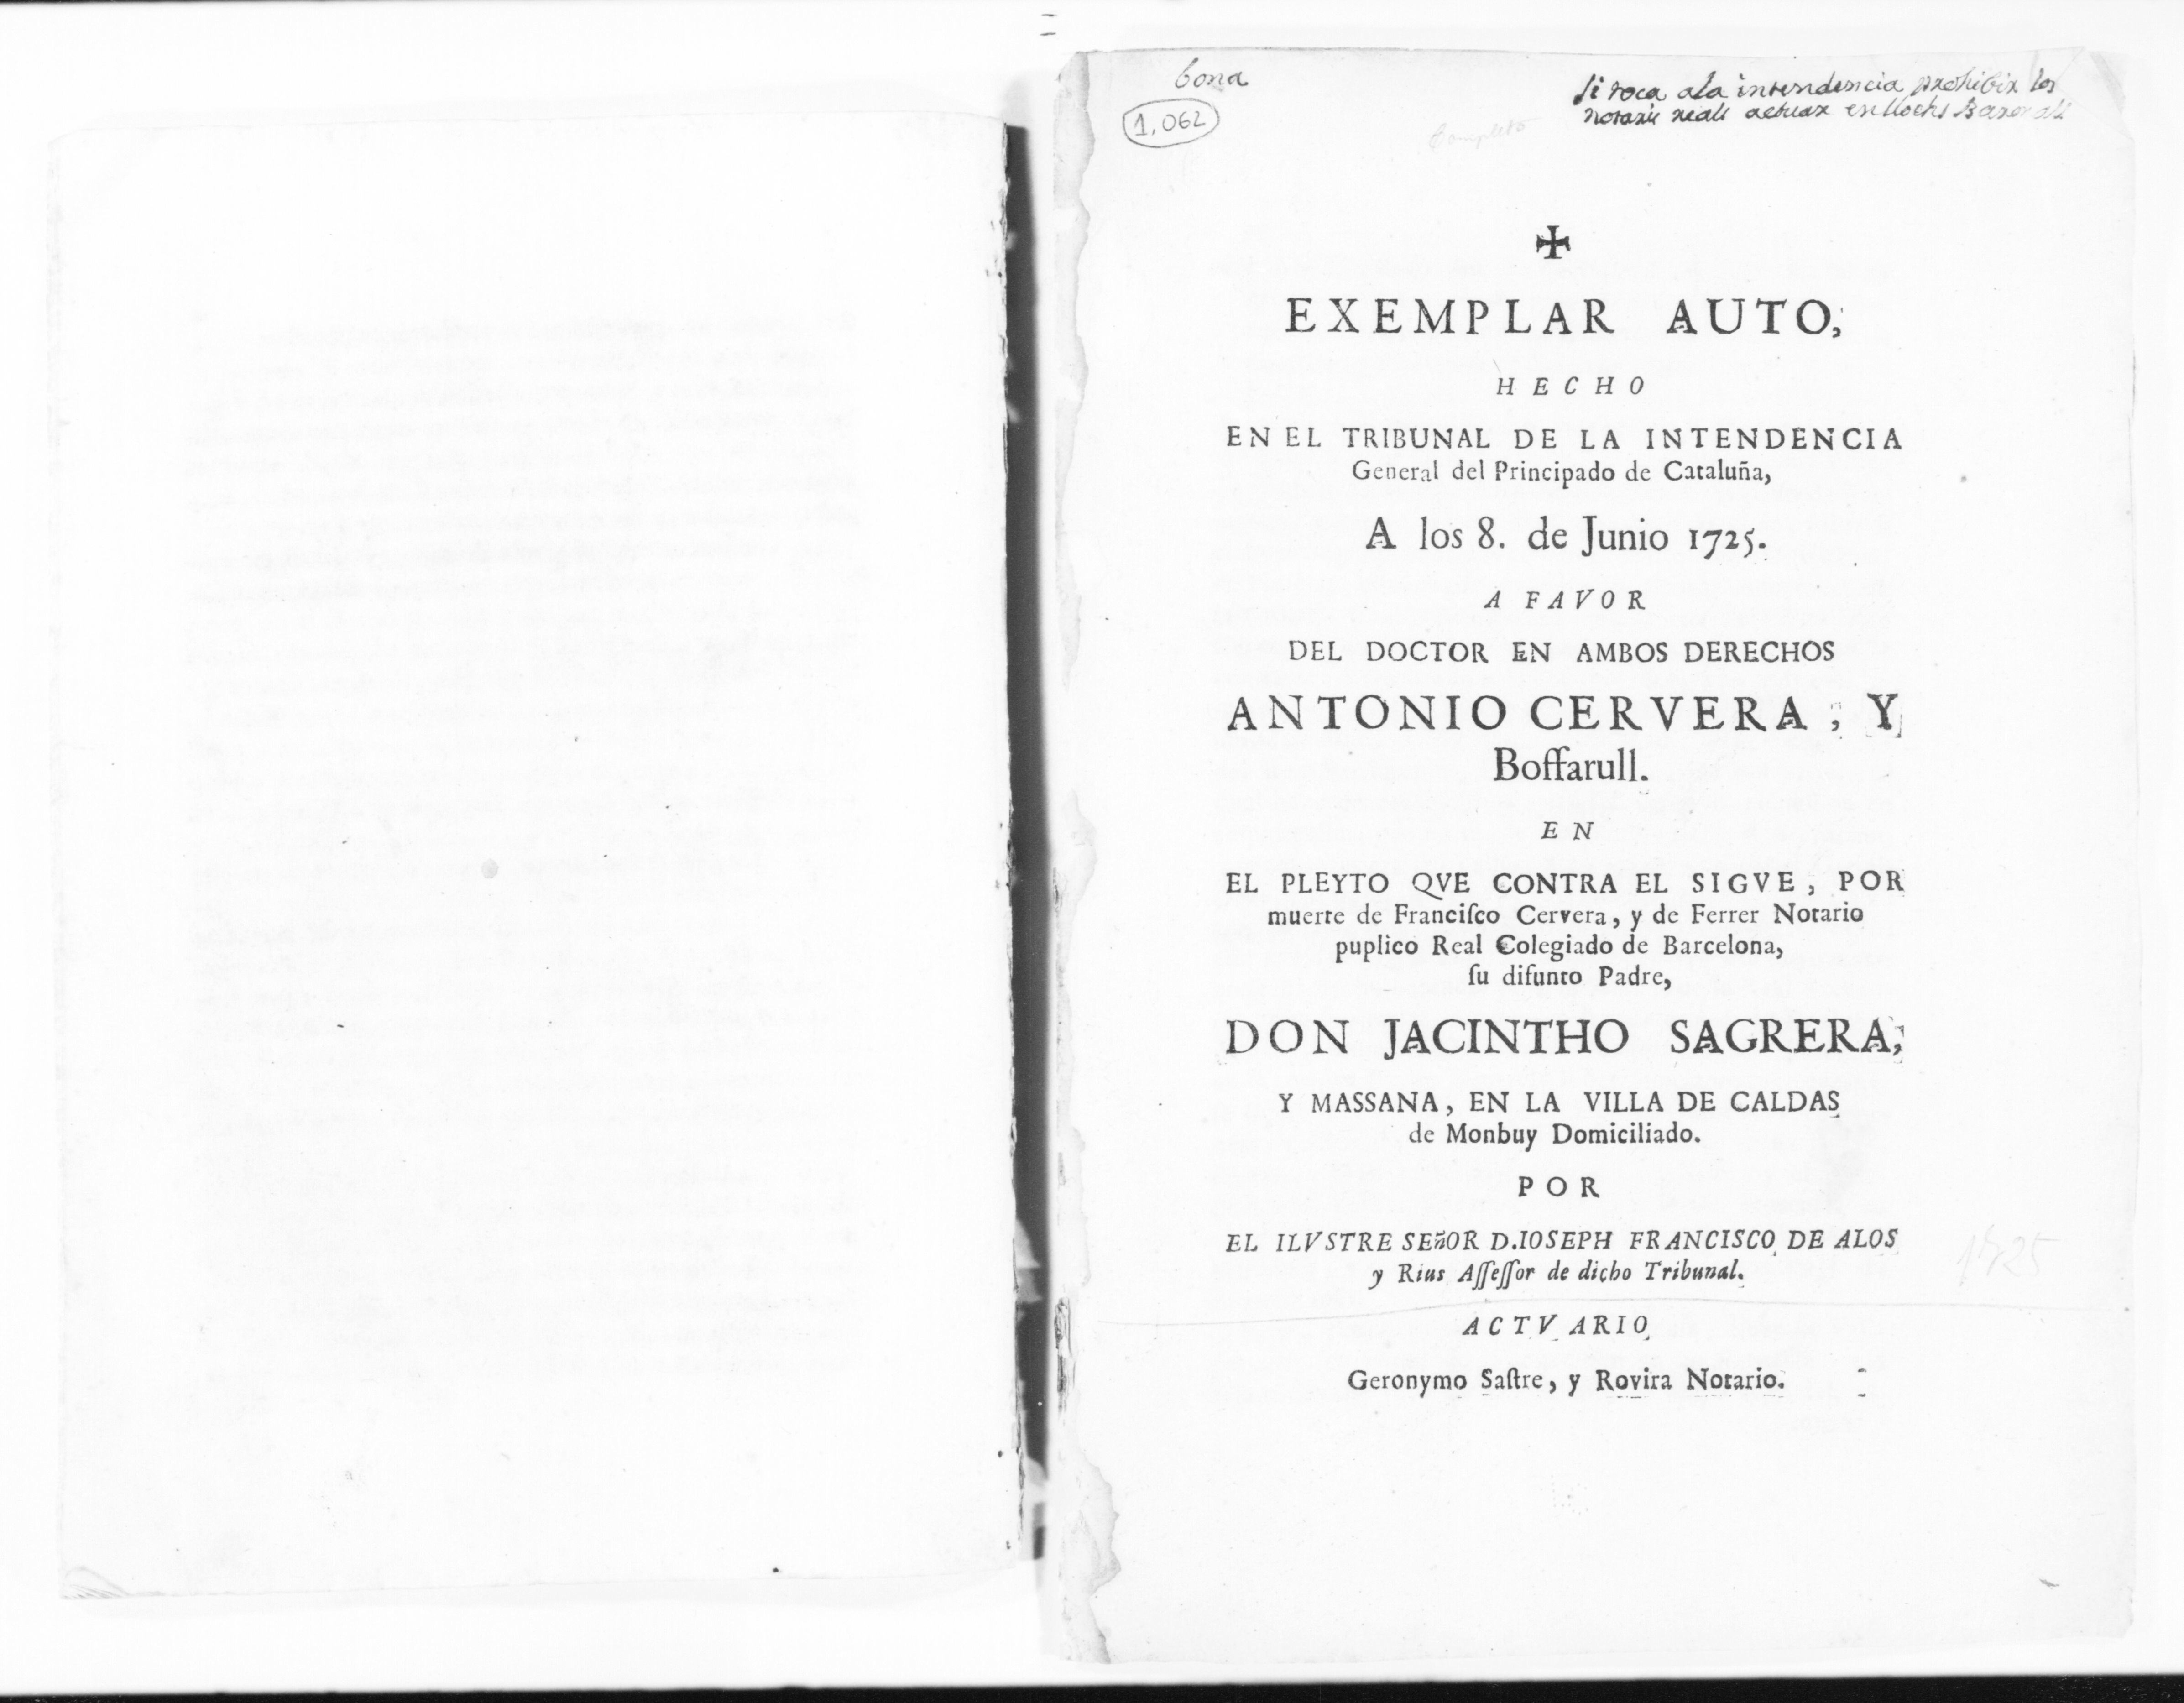 bona
1,062
si toca ala intendencia prohibir los
notaris reals actuar en llochs Baronals
Completo
✠
EXEMPLAR AUTO,
HECHO
EN EL TRIBUNAL DE LA INTENDENCIA
General del Principado de Cataluña,
A los 8. de Junio 1725.
A FAVOR
DEL DOCTOR EN AMBOS DERECHOS
ANTONIO CERVERA, Y
Boffarull.
EN
EL PLEYTO QVE CONTRA EL SIGVE, POR
muerte de Franciſco Cervera, y de Ferrer Notario
puplico Real Colegiado de Barcelona,
ſu difunto Padre,
DON JACINTHO SAGRERA,
Y MASSANA, EN LA VILLA DE CALDAS
de Monbuy Domiciliado.
POR
EL ILVSTRE SEñOR D.IOSEPH FRANCISCO DE ALOS
y Rius Aſſeſſor de dicho Tribunal.
1725
ACTVARIO
Geronymo Saſtre, y Rovira Notario.